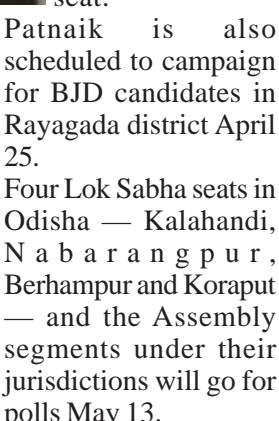 seat.
Patnaik is also
scheduled to campaign
for BJD candidates in
Rayagada district April
25.
Four Lok Sabha seats in
Odisha — Kalahandi,
Nabarangpur,
Berhampur and Koraput
— and the Assembly
segments under their
jurisdictions will go for
polls May 13.